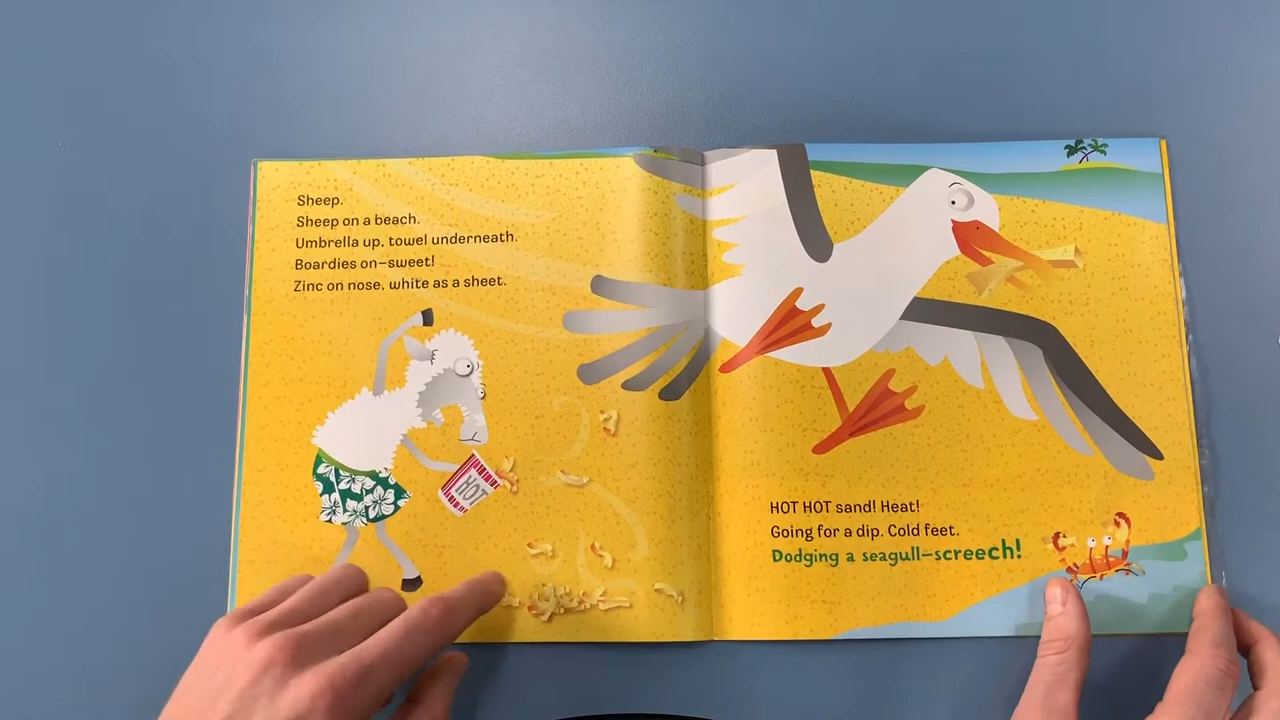 Sheep.
Sheep on a beach.
Umbrella up, towel underneath.
Boardies on–sweet!
Zinc on nose, white as a sheet.
HOT
HOT HOT sand! Heat!
Going for a dip. Cold feet.
Dodging a seagull–screech!